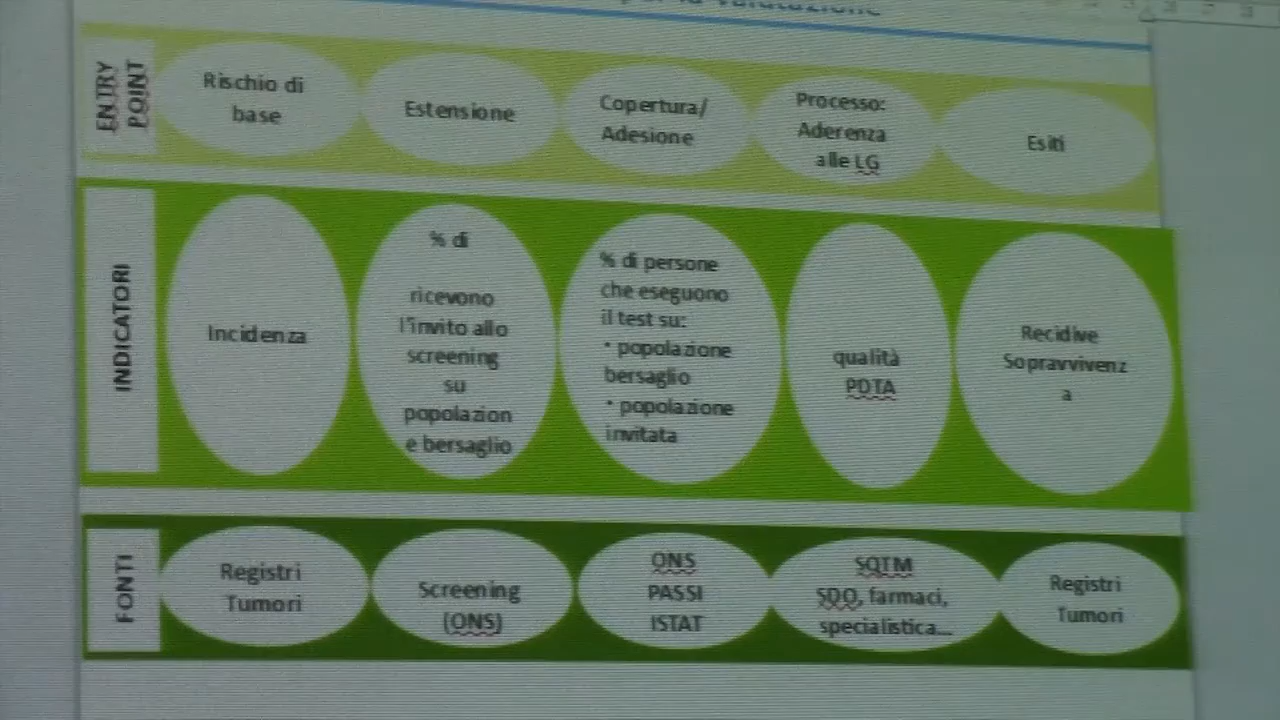 ENTRY
POINT
Rischio di
base
Estensione
Copertura/
Adesione
Processo:
Aderenza
alle LG
Esiti
INDICATORI
Incidenza
% di
ricevono
l'invito allo
screening
su
popolazion
e bersaglio
% di persone
che eseguono
il test su:
• popolazione
bersaglio
• popolazione
invitata
qualità
PDTA
Recidive
Sopravvivenz
a
FONTI
Registri
Tumori
Screening
(ONS)
ONS
PASSI
ISTAT
SQTM
SDO, farmaci,
specialistica...
Registri
Tumori